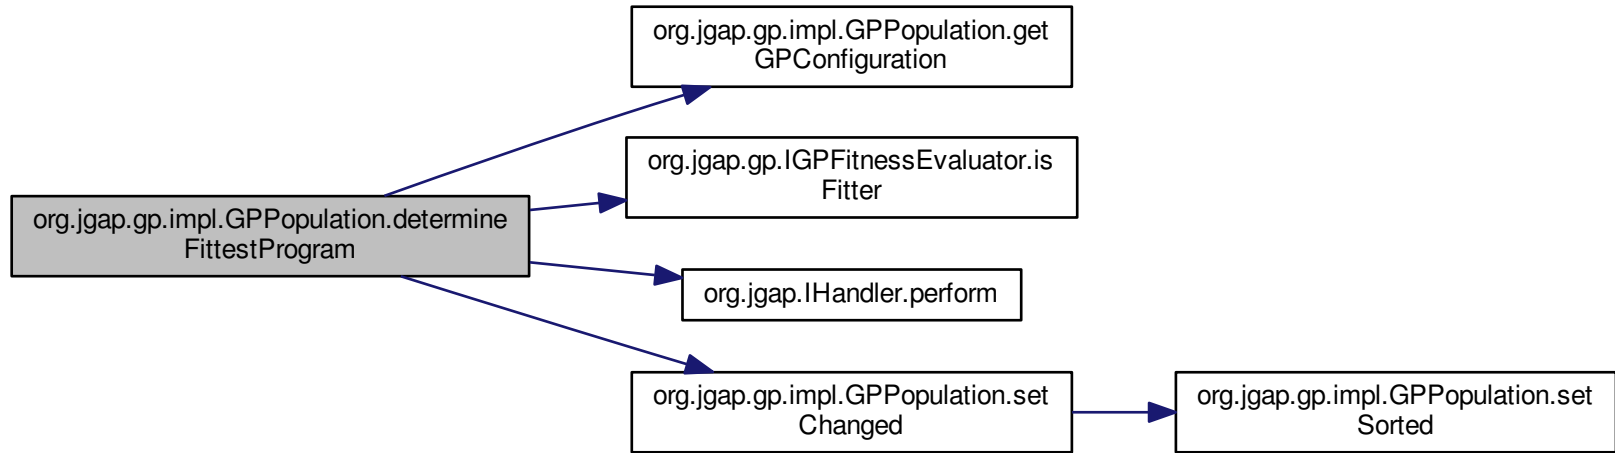 org.jgap.gp.impl.GPPopulation.get
GPConfiguration
org.jgap.gp.IGPFitnessEvaluator.is
Fitter
org.jgap.gp.impl.GPPopulation.determine
FittestProgram
org.jgap.IHandler.perform
org.jgap.gp.impl.GPPopulation.set
Changed
org.jgap.gp.impl.GPPopulation.set
Sorted